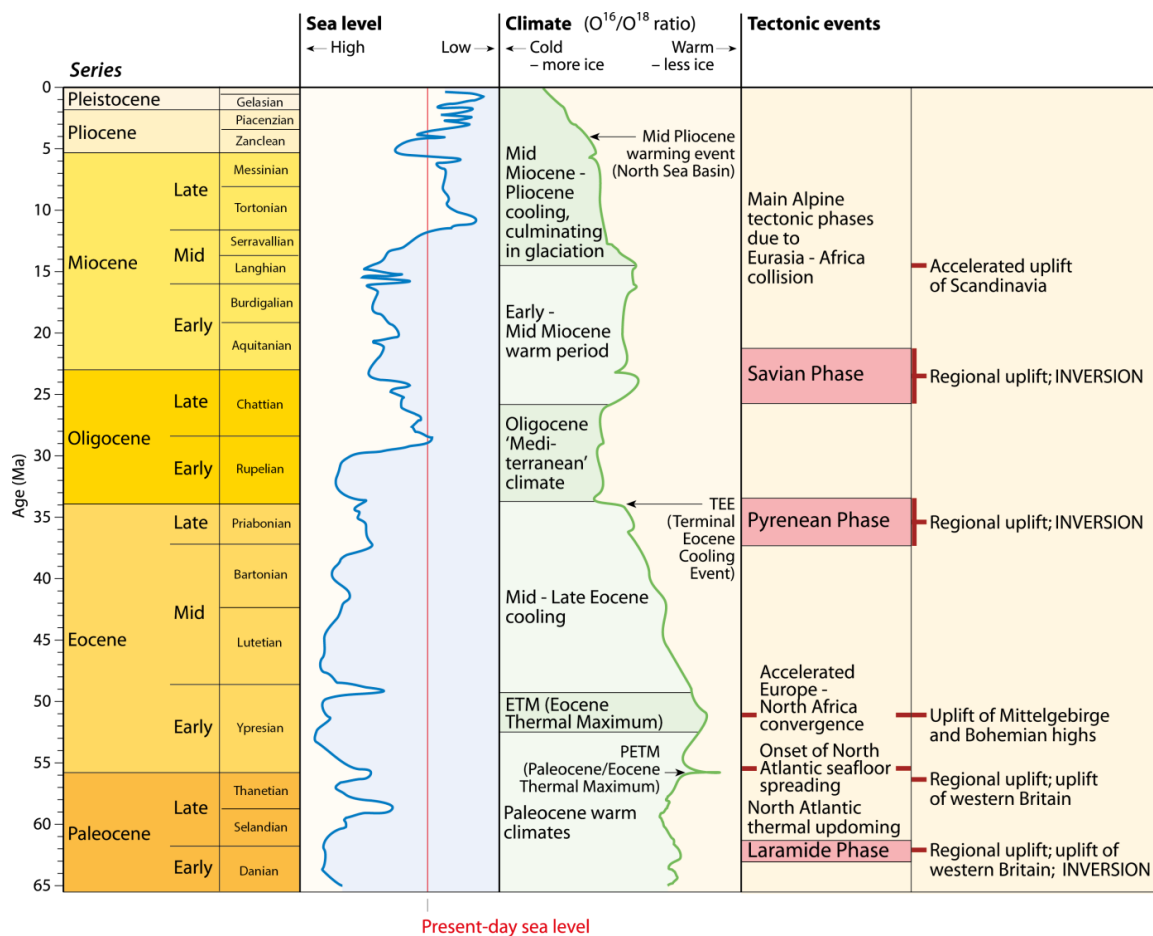 Sea level
Climate (O16/O18 ratio)
Tectonic events
High
Low
Cold
– more ice
Warm
– less ice
Series
Age (Ma)
0
5
10
15
20
25
30
35
40
45
50
55
60
65
Pleistocene
Gelasian
Pliocene
Piacenzian
Zanclean
Miocene
Late
Messinian
Tortonian
Mid
Serravallian
Langhian
Early
Burdigalian
Aquitanian
Oligocene
Late
Chattian
Early
Rupelian
Eocene
Late
Priabonian
Mid
Bartonian
Lutetian
Early
Ypresian
Paleocene
Late
Thanetian
Selandian
Early
Danian
Present-day sea level
Mid
Miocene -
Pliocene
cooling,
culminating
in glaciation
Mid Pliocene
warming event
(North Sea Basin)
Early -
Mid Miocene
warm period
Oligocene
‘Medi-
terranean’
climate
TEE
(Terminal
Eocene
Cooling
Event)
Mid - Late Eocene
cooling
ETM (Eocene
Thermal Maximum)
PETM
(Paleocene/Eocene
Thermal Maximum)
Paleocene warm
climates
Main Alpine
tectonic phases
due to
Eurasia - Africa
collision
Accelerated uplift
of Scandinavia
Savian Phase
Regional uplift; INVERSION
Pyrenean Phase
Regional uplift; INVERSION
Accelerated
Europe -
North Africa
convergence
Uplift of Mittelgebirge
and Bohemian highs
Onset of North
Atlantic seafloor
spreading
Regional uplift; uplift
of western Britain
North Atlantic
thermal updoming
Laramide Phase
Regional uplift; uplift of
western Britain; INVERSION